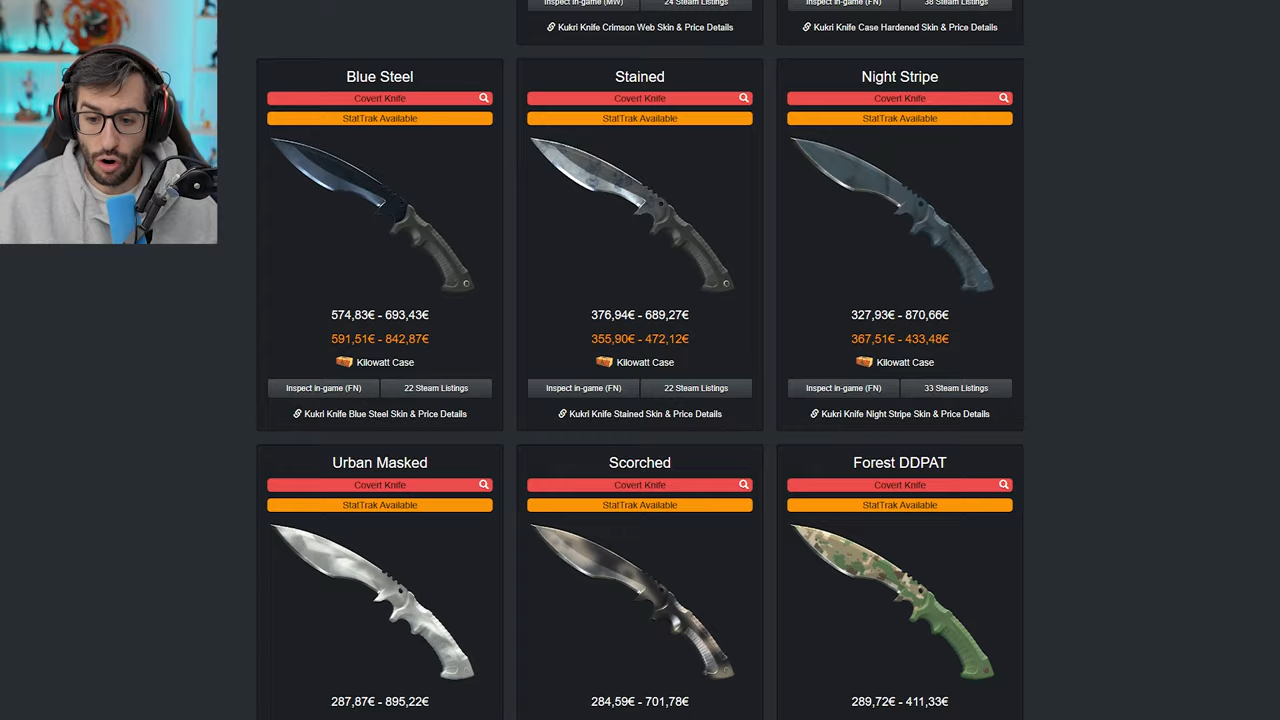 Inspect in-game (MW)
24 Steam Listings
Inspect in-game (FN)
38 Steam Listings
Kukri Knife Crimson Web Skin & Price Details
Kukri Knife Case Hardened Skin & Price Details
Blue Steel
Covert Knife
StatTrak Available
574,83€ - 693,43€
591,51€ - 842,87€
Kilowatt Case
Inspect in-game (FN)
22 Steam Listings
Kukri Knife Blue Steel Skin & Price Details
Stained
Covert Knife
StatTrak Available
376,94€ - 689,27€
355,90€ - 472,12€
Kilowatt Case
Inspect in-game (FN)
22 Steam Listings
Kukri Knife Stained Skin & Price Details
Night Stripe
Covert Knife
StatTrak Available
327,93€ - 870,66€
367,51€ - 433,48€
Kilowatt Case
Inspect in-game (FN)
33 Steam Listings
Kukri Knife Night Stripe Skin & Price Details
Urban Masked
Covert Knife
StatTrak Available
287,87€ - 895,22€
Scorched
Covert Knife
StatTrak Available
284,59€ - 701,78€
Forest DDPAT
Covert Knife
StatTrak Available
289,72€ - 411,33€